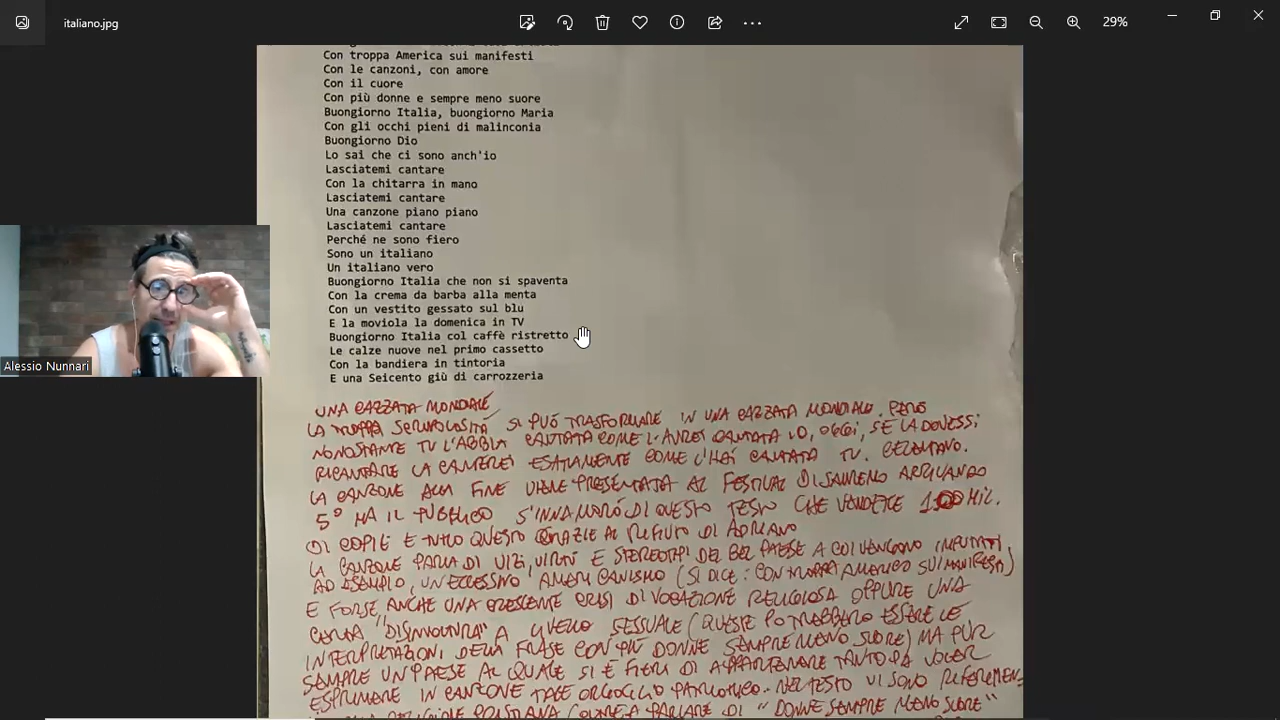 italiano.jpg
29%
Con troppa America sui manifesti
Con le canzoni, con amore
Con il cuore
Con più donne e sempre meno suore
Buongiorno Italia, buongiorno Maria
Con gli occhi pieni di malinconia
Buongiorno Dio
Lo sai che ci sono anch'io
Lasciatemi cantare
Con la chitarra in mano
Lasciatemi cantare
Una canzone piano piano
Lasciatemi cantare
Perché ne sono fiero
Sono un italiano
Un italiano vero
Buongiorno Italia che non si spaventa
Con la crema da barba alla menta
Con un vestito gessato sul blu
E la moviola la domenica in TV
Buongiorno Italia col caffè ristretto
Le calze nuove nel primo cassetto
Con la bandiera in tintoria
E una Seicento giù di carrozzeria
Alessio Nunnari
UNA CAZZATA MONDIALE
LA TROPPA SCRUPOLOSITÀ SI PUÒ TRASFORMARE IN UNA CAZZATA MONDIALE. PERÒ
NONOSTANTE TU L'ABBIA CANTATA COME L'AVREI CANTATA IO, OGGI, SE LA DOVESSI
RICANTARE LA CANTEREI ESATTAMENTE COME L'HAI CANTATA TU. CELENTANO.
LA CANZONE ALLA FINE VIENE PRESENTATA AL FESTIVAL DI SANREMO ARRIVANDO
5° MA IL PUBBLICO S'INNAMORÒ DI QUESTO TESTO CHE VENDETTE MIL.
DI COPIE E TUTTO QUESTO GRAZIE AL RIFIUTO DI ADRIANO
LA CANZONE PARLA DI VIZI, VIRTÙ E STEREOTIPI DEL BEL PAESE A CUI VENGONO IMPUTATI,
AD ESEMPIO, UN ECCESSIVO AMERICANISMO (SI DICE: CON TROPPA AMERICA SUI MANIFESTI)
E FORSE ANCHE UNA CRESCENTE CRISI DI VOCAZIONE RELIGIOSA OPPURE UNA
CERTA "DISINVOLTURA" A LIVELLO SESSUALE (QUESTE POTREBBERO ESSERE LE
INTERPRETAZIONI DELLA FRASE CON PIÙ DONNE SEMPRE MENO SUORE) MA PUR
SEMPRE UN PAESE AL QUALE SI È FIERI DI APPARTENERE TANTO DA VOLER
ESPRIMERE IN CANZONE TALE ORGOGLIO PATRIOTICO. NEL TESTO VI SONO RIFERIMEN
RELIGIONE CRISTIANA PARLARE DI "DONNE SEMPRE MENO SUORE"